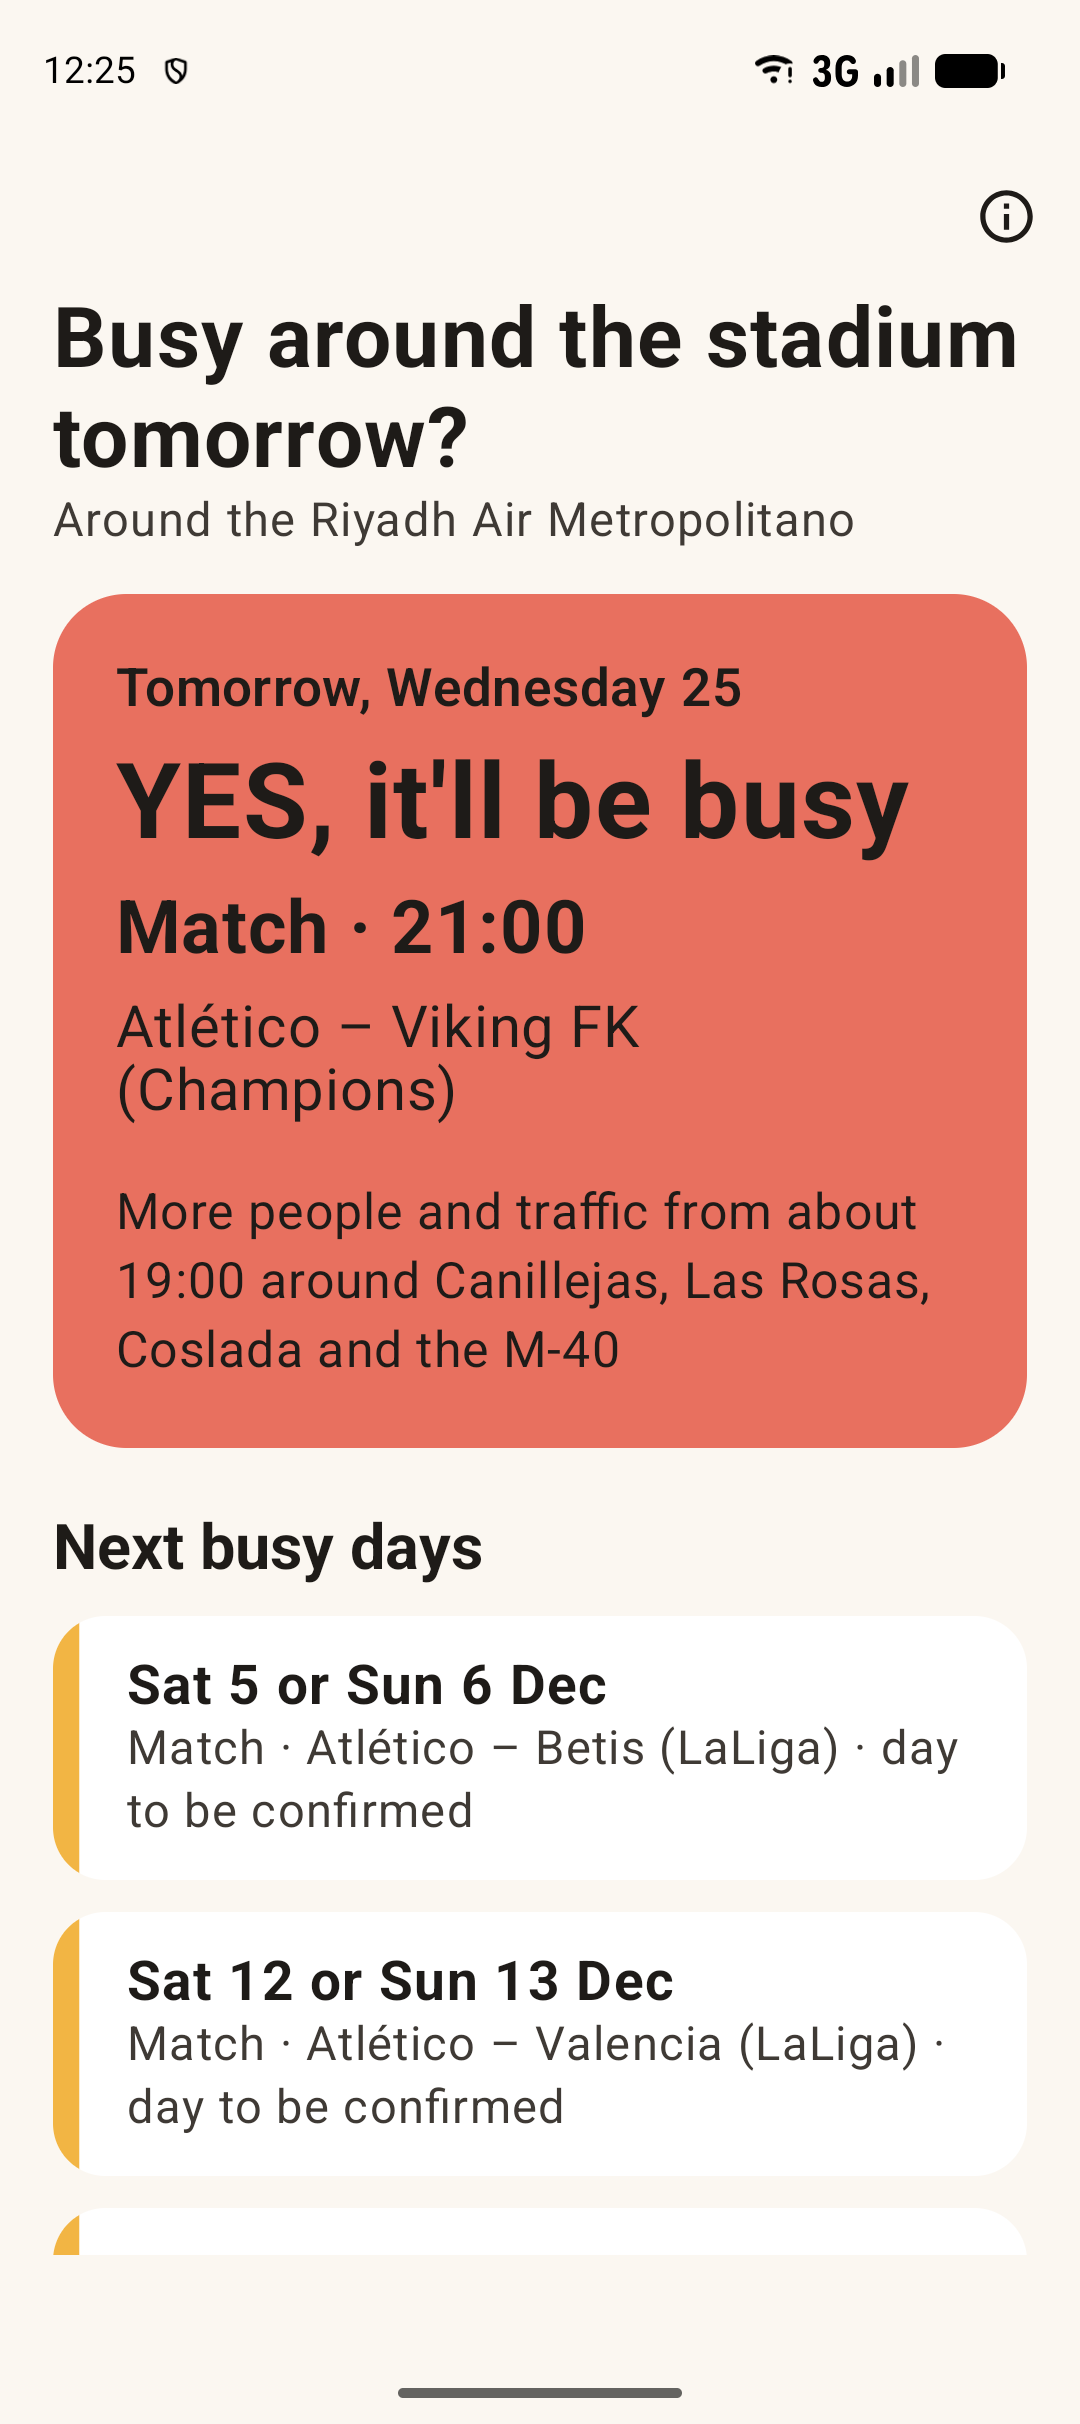 12:25
3G
Busy around the stadium
tomorrow?
Around the Riyadh Air Metropolitano
Tomorrow, Wednesday 25
YES, it'll be busy
Match · 21:00
Atlético – Viking FK
(Champions)
More people and traffic from about
19:00 around Canillejas, Las Rosas,
Coslada and the M-40
Next busy days
Sat 5 or Sun 6 Dec
Match · Atlético – Betis (LaLiga) · day
to be confirmed
Sat 12 or Sun 13 Dec
Match · Atlético – Valencia (LaLiga) ·
day to be confirmed